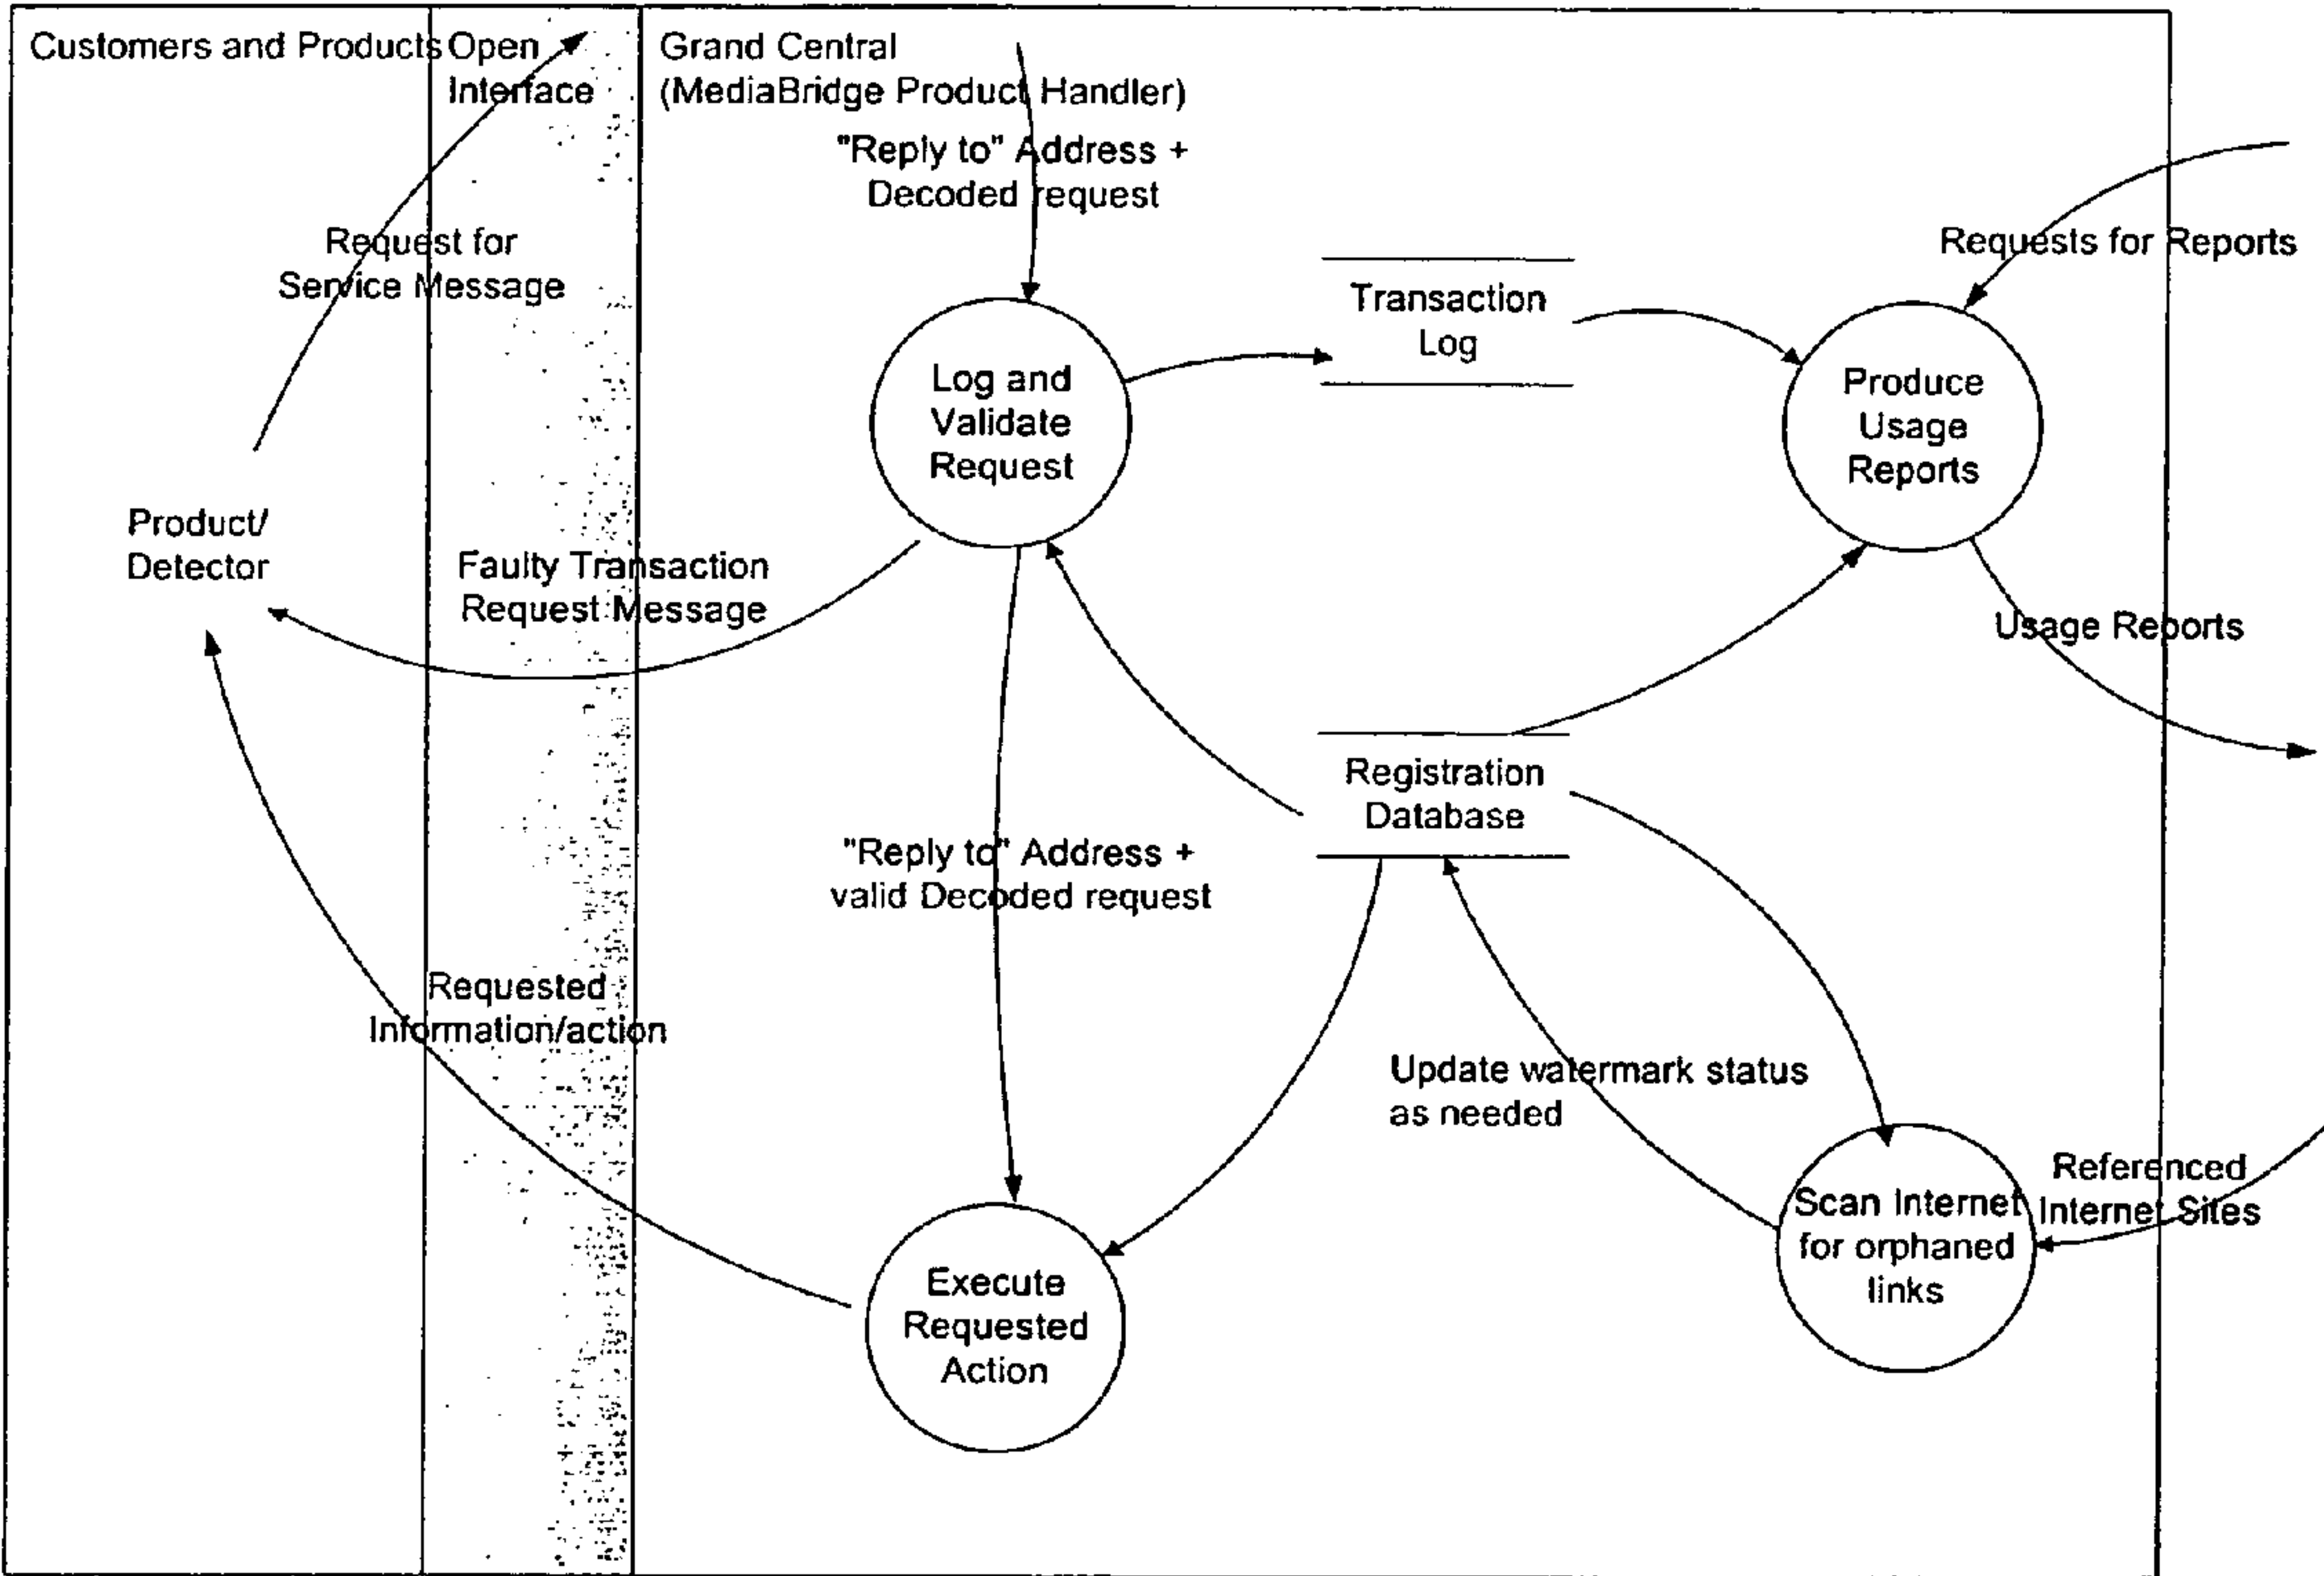 Customers and Products
Open
Interface
Grand Central
(MediaBridge Product Handler)
"Reply to" Address +
Decoded request
Request for
Service Message
Requests for Reports
Transaction
Log
Log and
Validate
Request
Produce
Usage
Reports
Product/
Detector
Faulty Transaction
Request Message
Usage Reports
Registration
Database
"Reply to" Address +
valid Decoded request
Requested
Information/action
Update watermark status
as needed
Referenced
Internet Sites
Scan Internet
for orphaned
links
Execute
Requested
Action